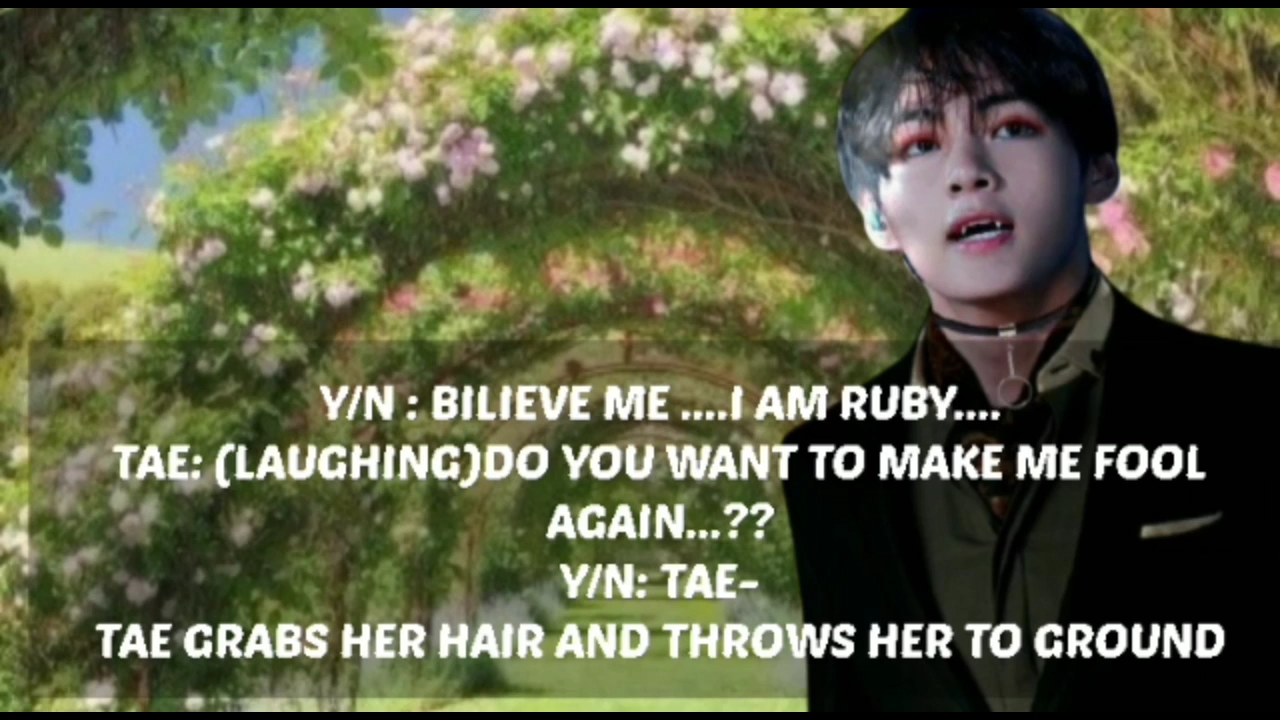 Y/N : BILIEVE ME ....I AM RUBY....
TAE: (LAUGHING)DO YOU WANT TO MAKE ME FOOL
AGAIN...??
Y/N: TAE-
TAE GRABS HER HAIR AND THROWS HER TO GROUND